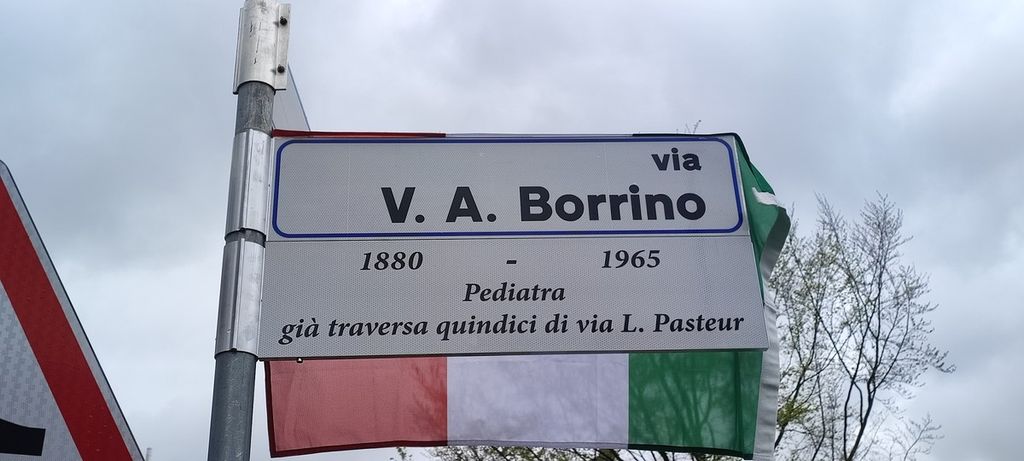 via
V. A. Borrino
1880 - 1965
Pediatra
già traversa quindici di via L. Pasteur